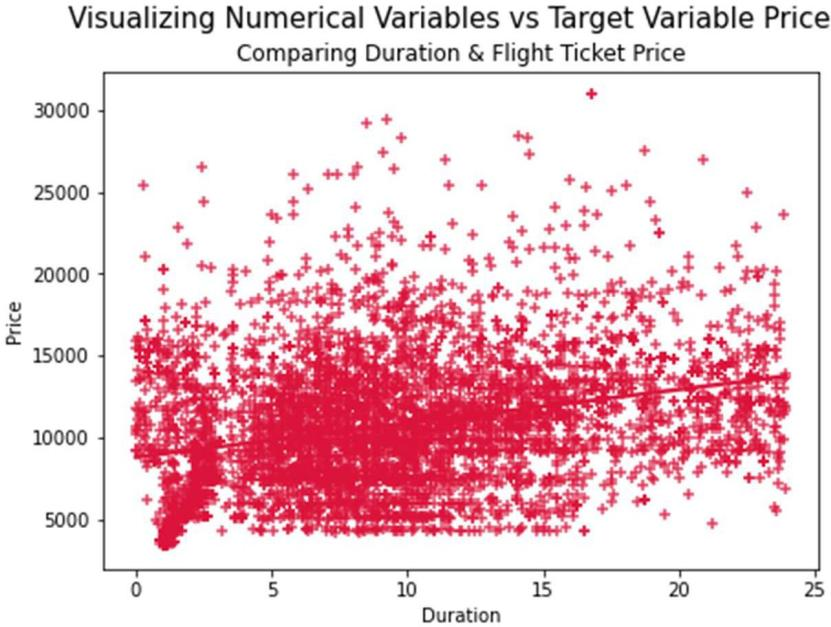 Visualizing Numerical Variables vs Target Variable Price
Comparing Duration & Flight Ticket Price
30000
25000
20000
15000
10000
5000
Price
0 5 10 15 20 25
Duration